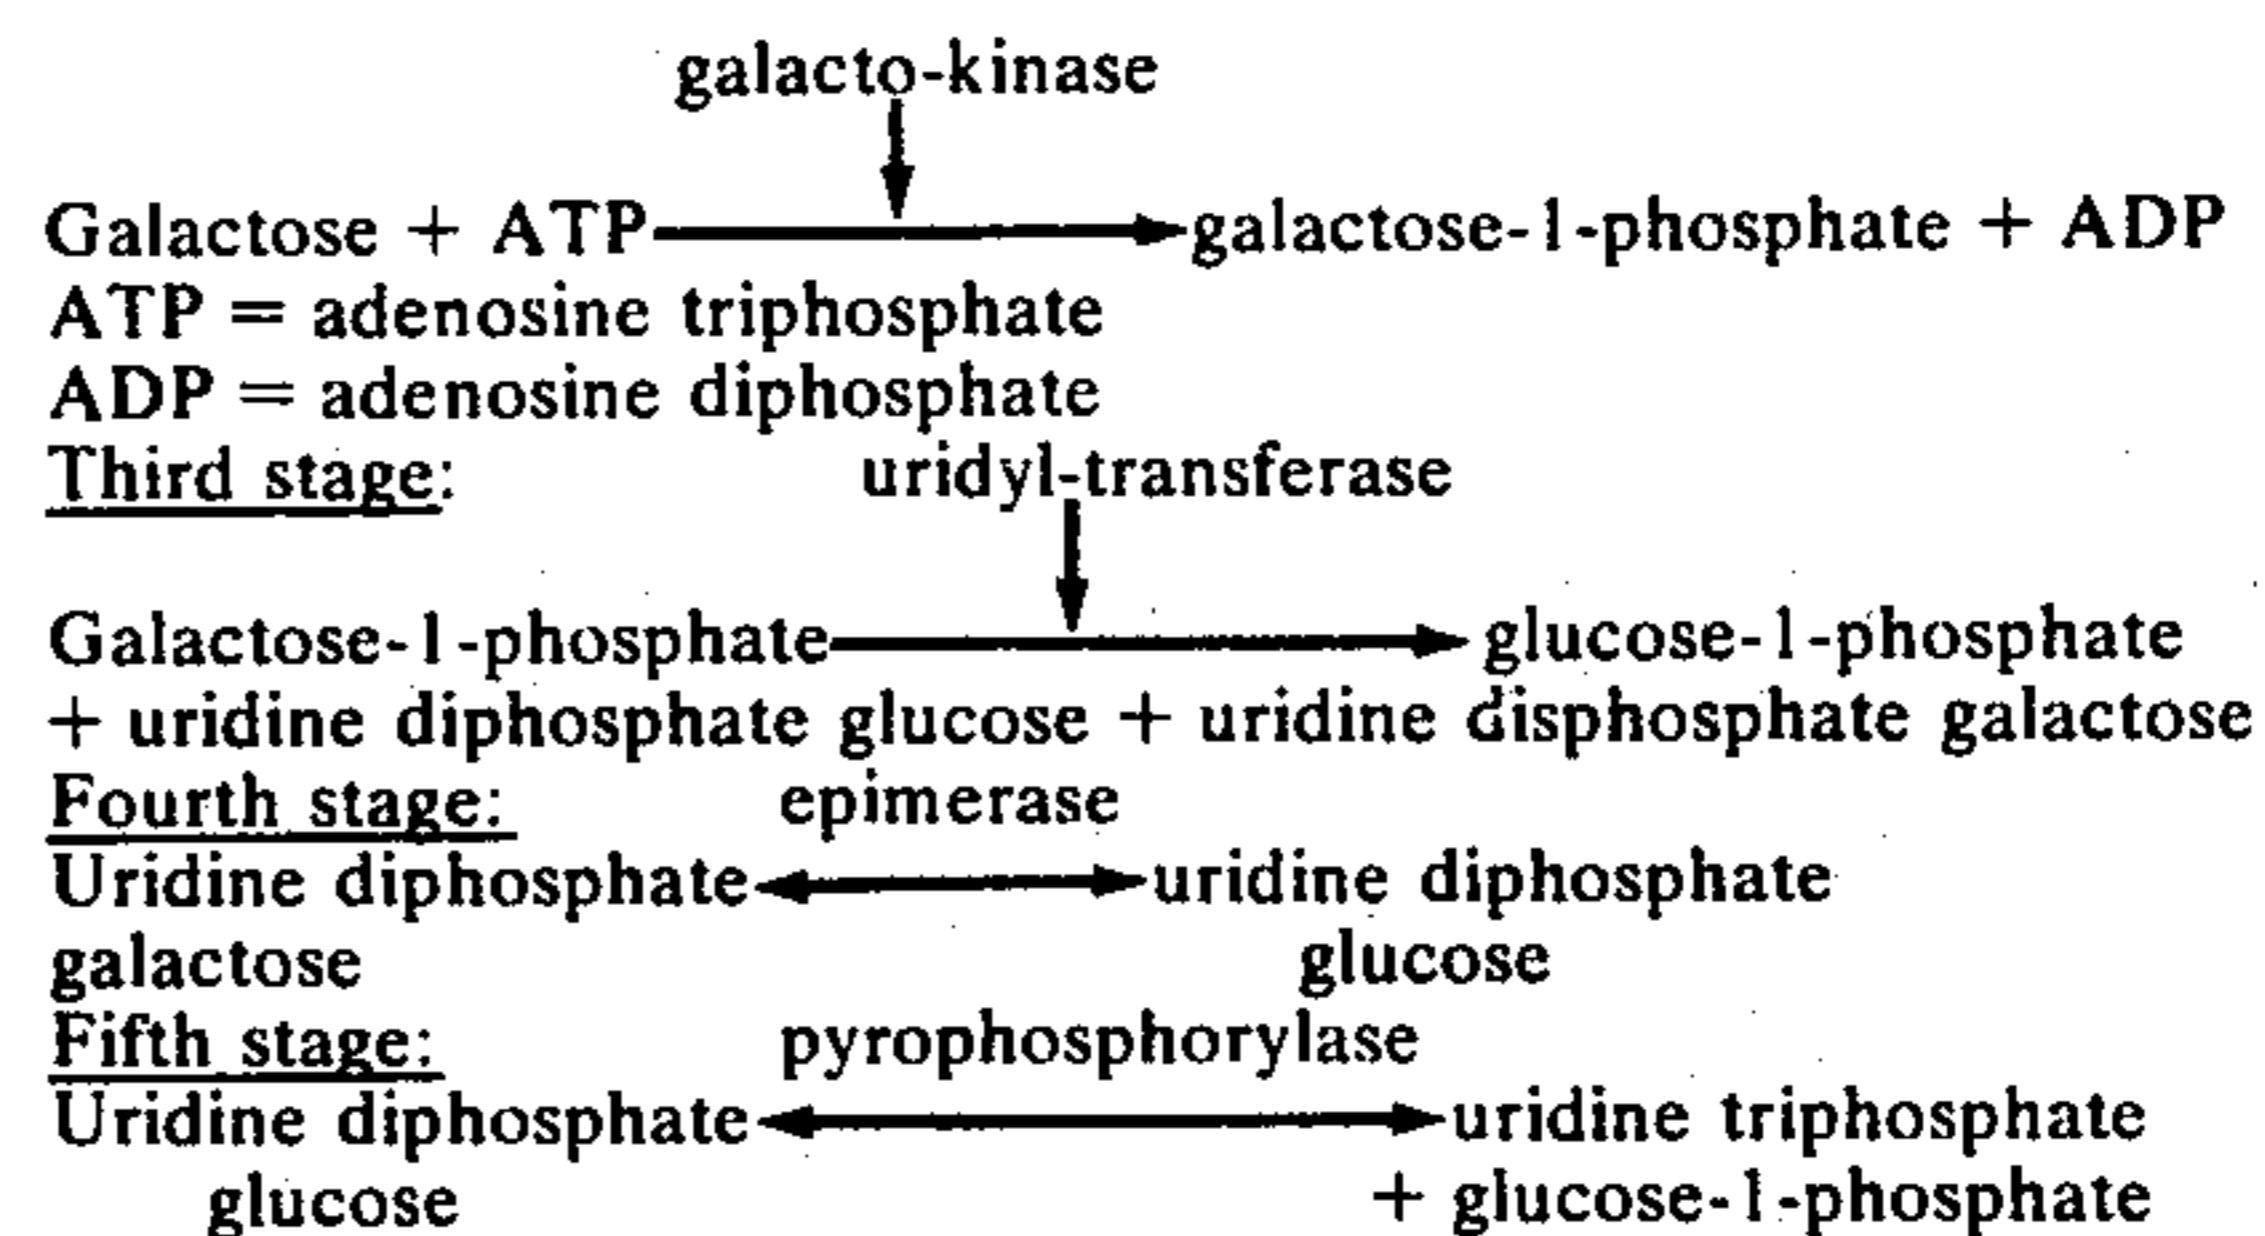 galacto-kinase
Galactose + ATP galactose-1-phosphate + ADP
ATP = adenosine triphosphate
ADP = adenosine diphosphate
Third stage: uridyl-transferase
Galactose-1-phosphate glucose-1-phosphate
+ uridine diphosphate glucose + uridine disphosphate galactose
Fourth stage: epimerase
Uridine diphosphate uridine diphosphate
galactose glucose
Fifth stage: pyrophosphorylase
Uridine diphosphate uridine triphosphate
glucose + glucose-1-phosphate